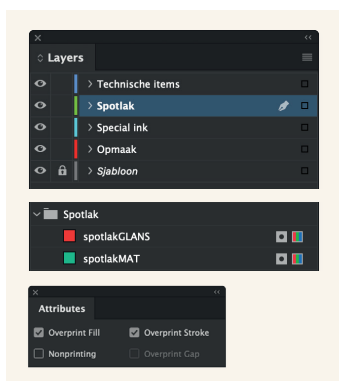 Layers
Technische items
Spotlak
Special ink
Opmaak
Sjabloon
Spotlak
spotlakGLANS
spotlakMAT
Attributes
Overprint Fill
Overprint Stroke
Nonprinting
Overprint Gap